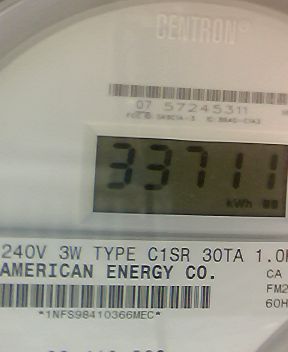 CENTRON®
07 57245311
33711
kWh
240V 3W TYPE C1SR 30TA 1.0
AMERICAN ENERGY CO.
CA
FM2
60H
*1NFS98410366MEC*